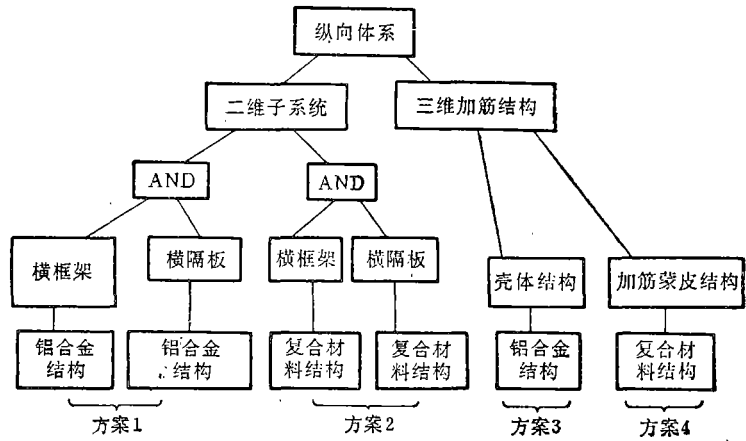 纵向体系
二维子系统
三维加筋结构
AND
AND
横框架
横隔板
横框架
横隔板
壳体结构
加筋蒙皮结构
铝合金
结构
铝合金
结构
复合材
料结构
复合材
料结构
铝合金
结构
复合材
料结构
方案1
方案2
方案3
方案4